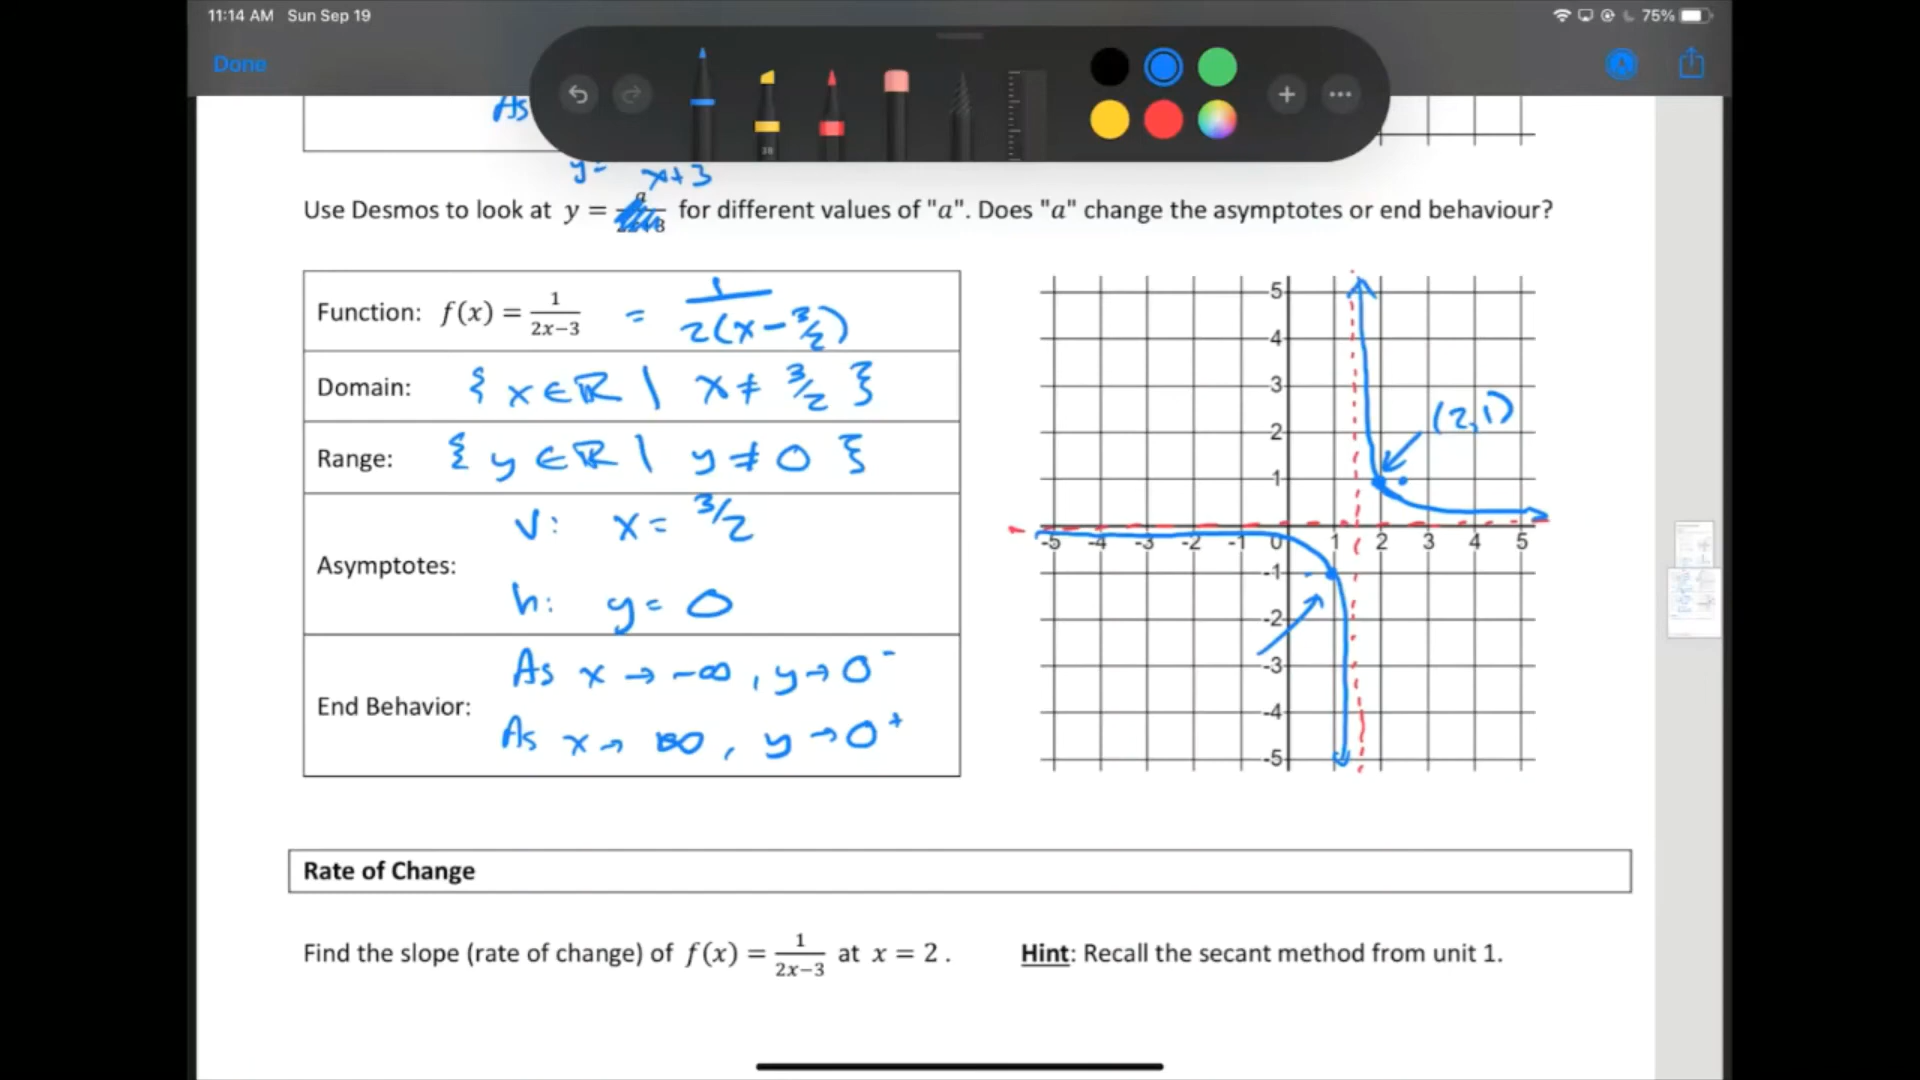 11:14 AM Sun Sep 19 75%
Done
As
y= x+3
Use Desmos to look at y = a for different values of "a". Does "a" change the asymptotes or end behaviour?
Function: f(x) = 1/(2x−3) = 1/(2(x−3/2))
Domain: { x∈ℝ | x≠ 3/2 }
Range: { y∈ℝ | y≠0 }
Asymptotes:
V: x= 3/2
h: y= 0
End Behavior:
As x→ −∞, y→0⁻
As x→ ∞, y→0⁺
5
4
3
(2,1)
2
1
-5 -4 -3 -2 -1 0 1 2 3 4 5
-1
-2
-3
-4
-5
Rate of Change
Find the slope (rate of change) of f(x) = 1/(2x−3) at x = 2 . Hint: Recall the secant method from unit 1.